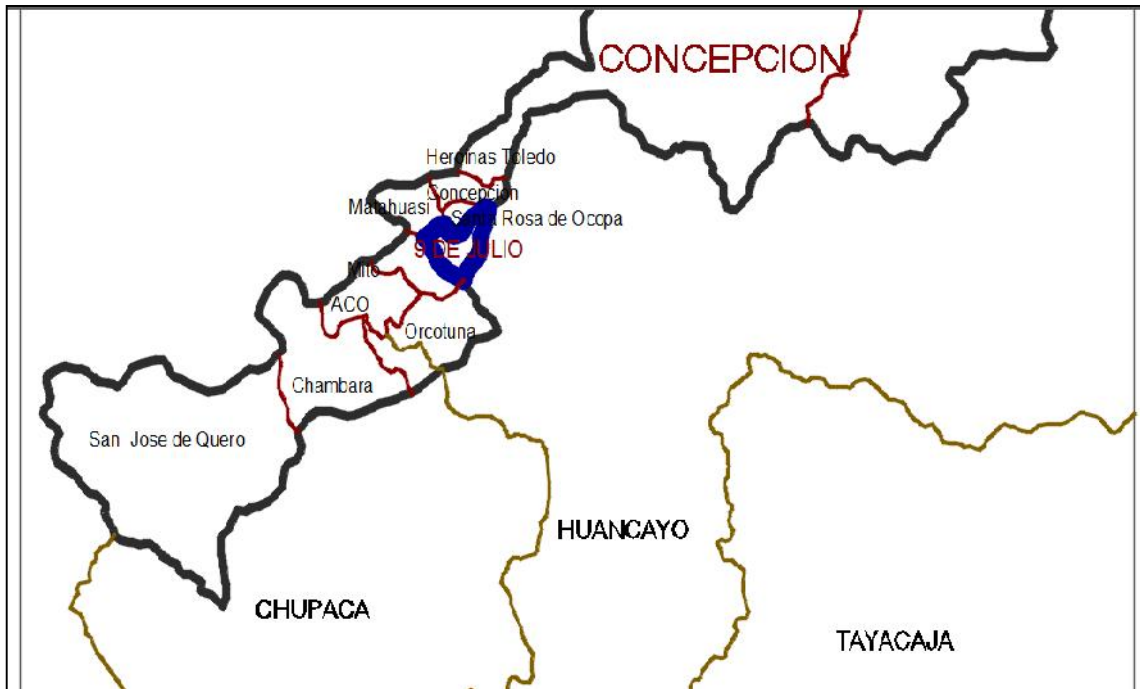 CONCEPCION
Heroinas Toledo
Concepcion
Matahuasi
Santa Rosa de Ocopa
9 DE JULIO
Mito
ACO
Orcotuna
Chambara
San Jose de Quero
HUANCAYO
CHUPACA
TAYACAJA